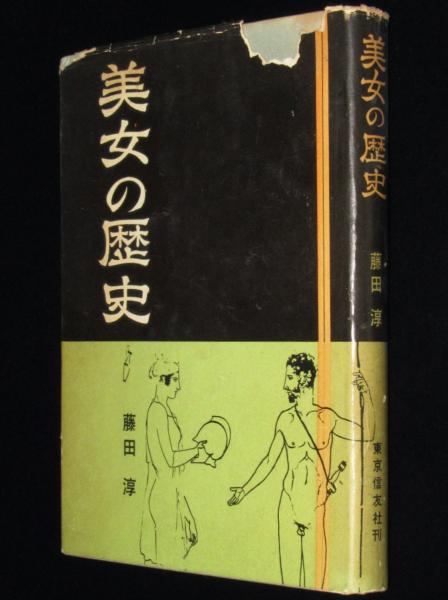 美女の歴史
藤田 淳
美女の歴史
藤田 淳
東京信友社刊